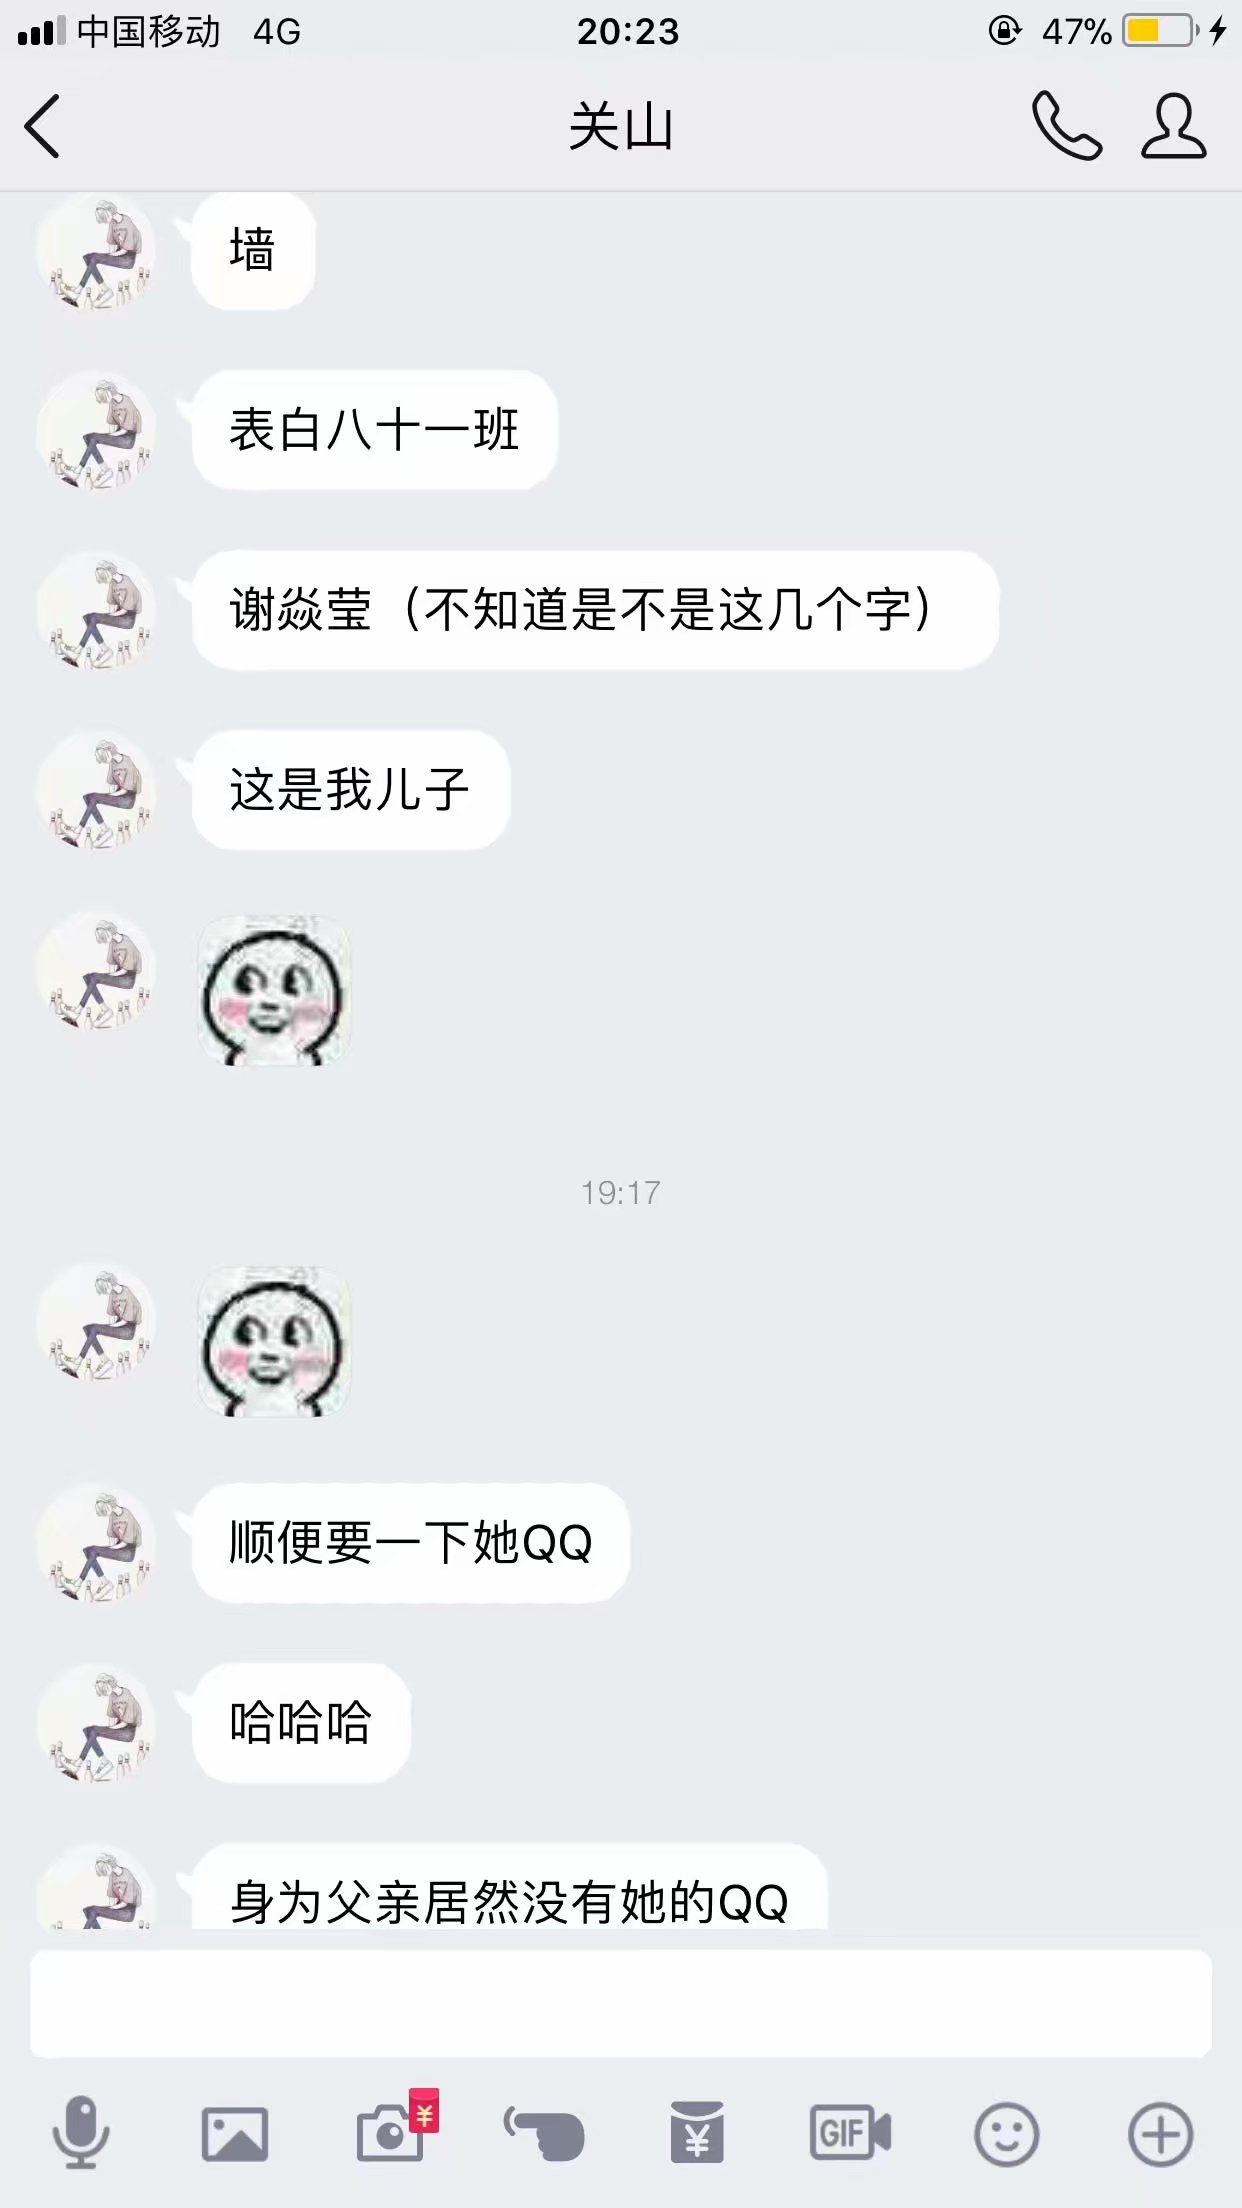 中国移动 4G 20:23 47%
关山
墙
表白八十一班
谢焱莹（不知道是不是这几个字）
这是我儿子
19:17
顺便要一下她QQ
哈哈哈
身为父亲居然没有她的QQ
¥ ¥ GIF